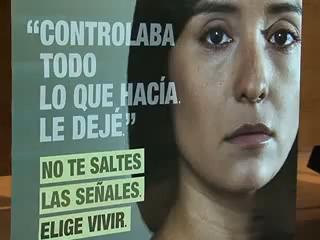 “CONTROLABA
TODO
LO QUE HACÍA.
LE DEJÉ.”
NO TE SALTES
LAS SEÑALES.
ELIGE VIVIR.